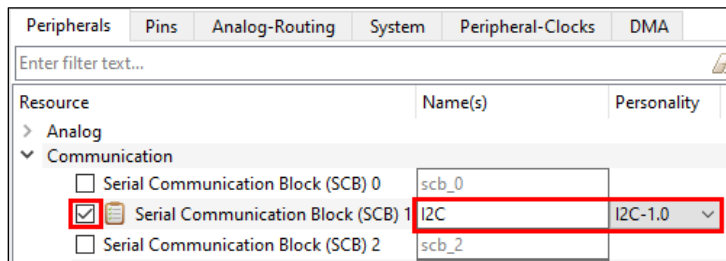 Peripherals Pins Analog-Routing System Peripheral-Clocks DMA
Enter filter text...
Resource Name(s) Personality
Analog
Communication
Serial Communication Block (SCB) 0 scb_0
Serial Communication Block (SCB) 1 I2C I2C-1.0
Serial Communication Block (SCB) 2 scb_2